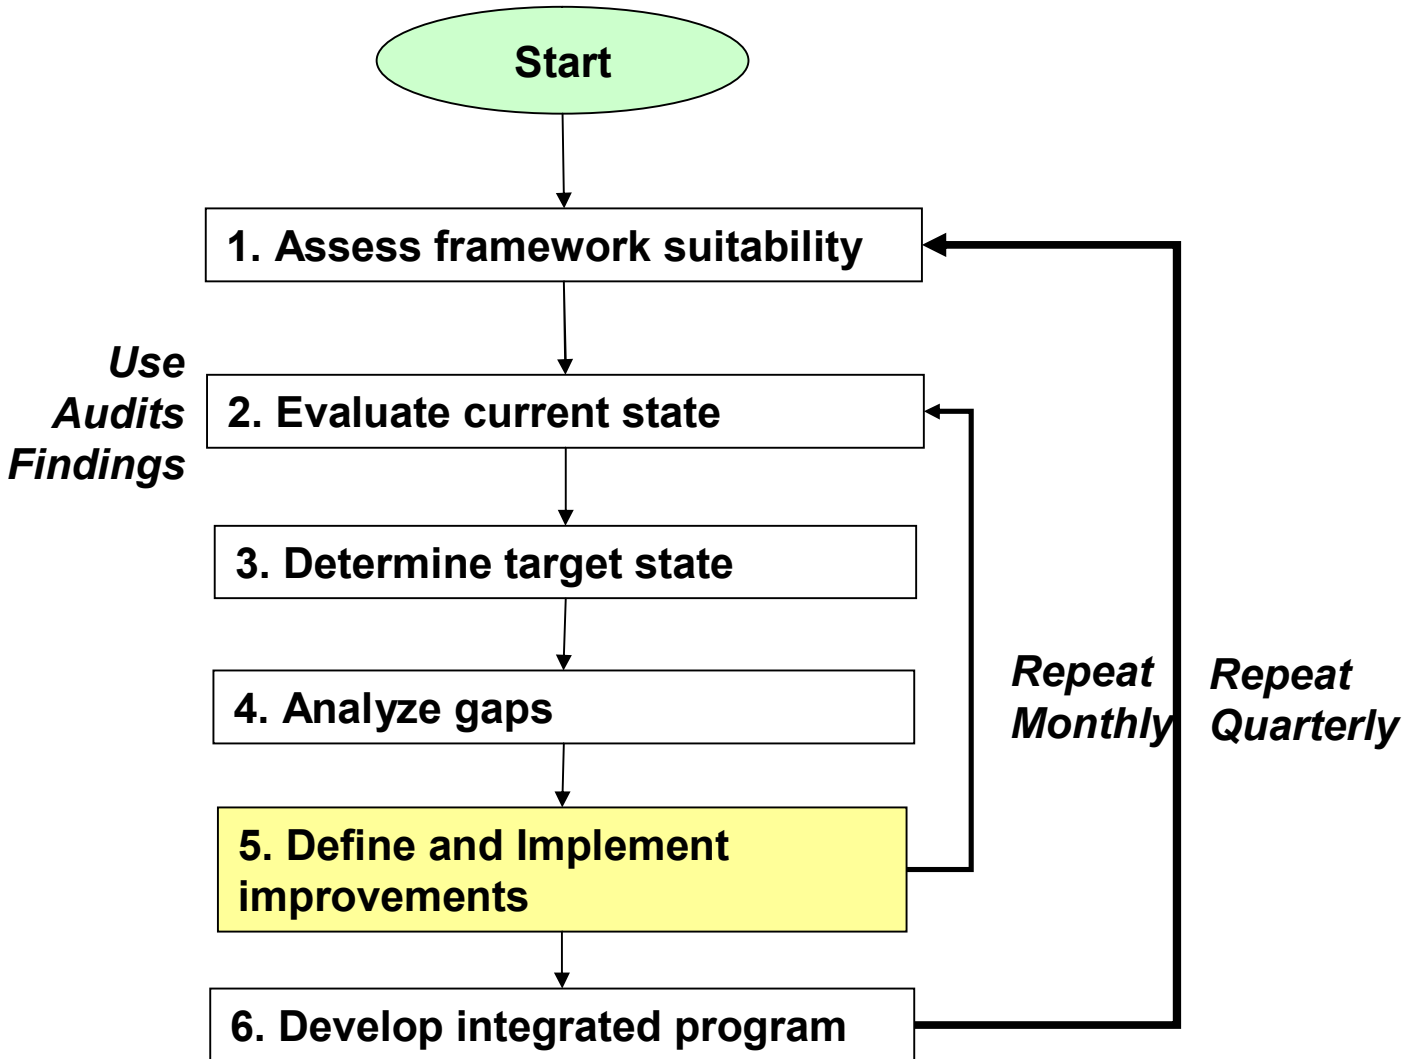 Start
1. Assess framework suitability
Use
Audits
Findings
2. Evaluate current state
3. Determine target state
4. Analyze gaps
Repeat
Monthly
Repeat
Quarterly
5. Define and Implement
improvements
6. Develop integrated program